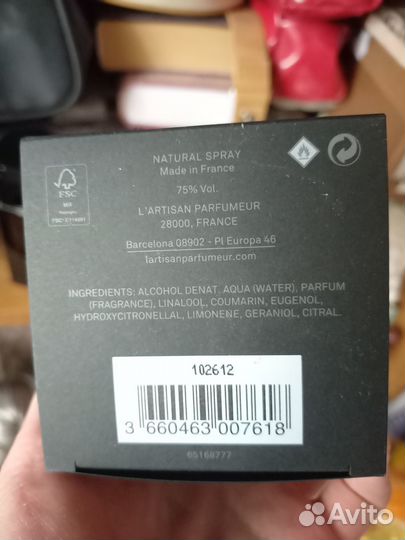 NATURAL SPRAY
Made in France
75% Vol.
L'ARTISAN PARFUMEUR
28000, FRANCE
Barcelona 08902 - Pl Europa 46
lartisanparfumeur.com
FSC
MIX
INGREDIENTS: ALCOHOL DENAT. AQUA (WATER), PARFUM
(FRAGRANCE), LINALOOL, COUMARIN, EUGENOL,
HYDROXYCITRONELLAL, LIMONENE, GERANIOL, CITRAL.
102612
3 660463 007618
65168777
Avito